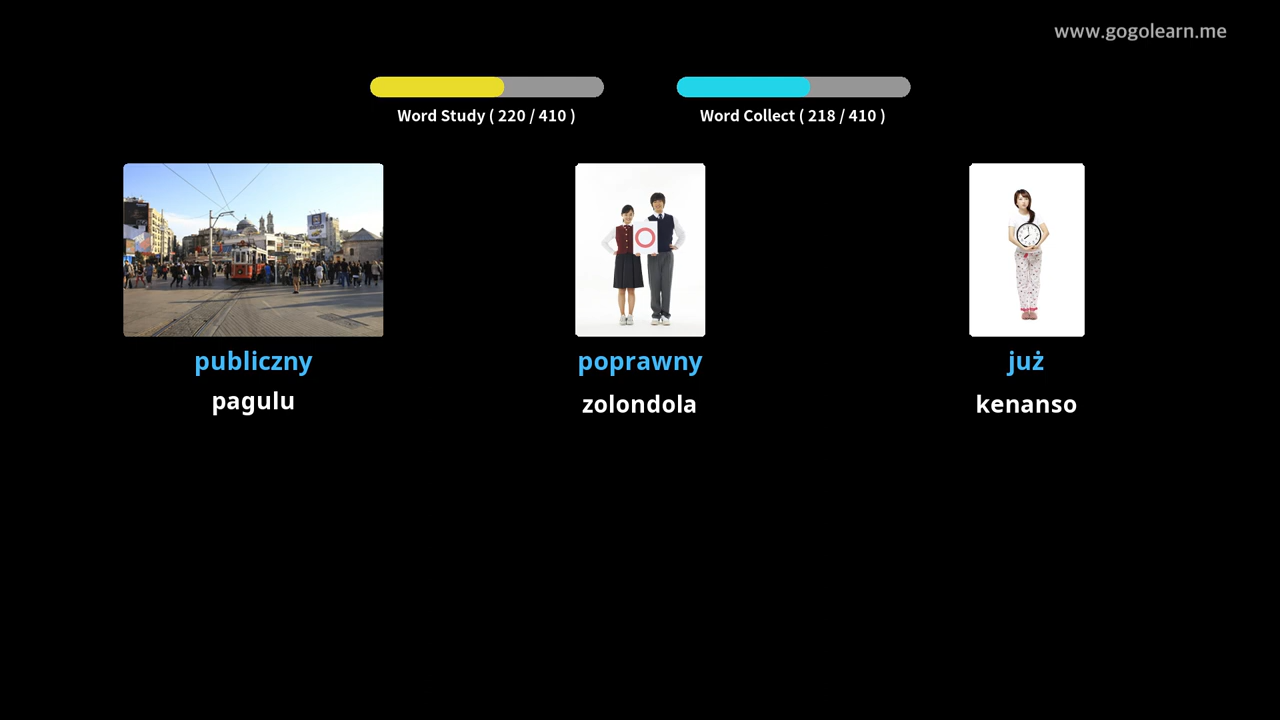 www.gogolearn.me
Word Study ( 220 / 410 )
Word Collect ( 218 / 410 )
publiczny
poprawny
już
pagulu
zolondola
kenanso